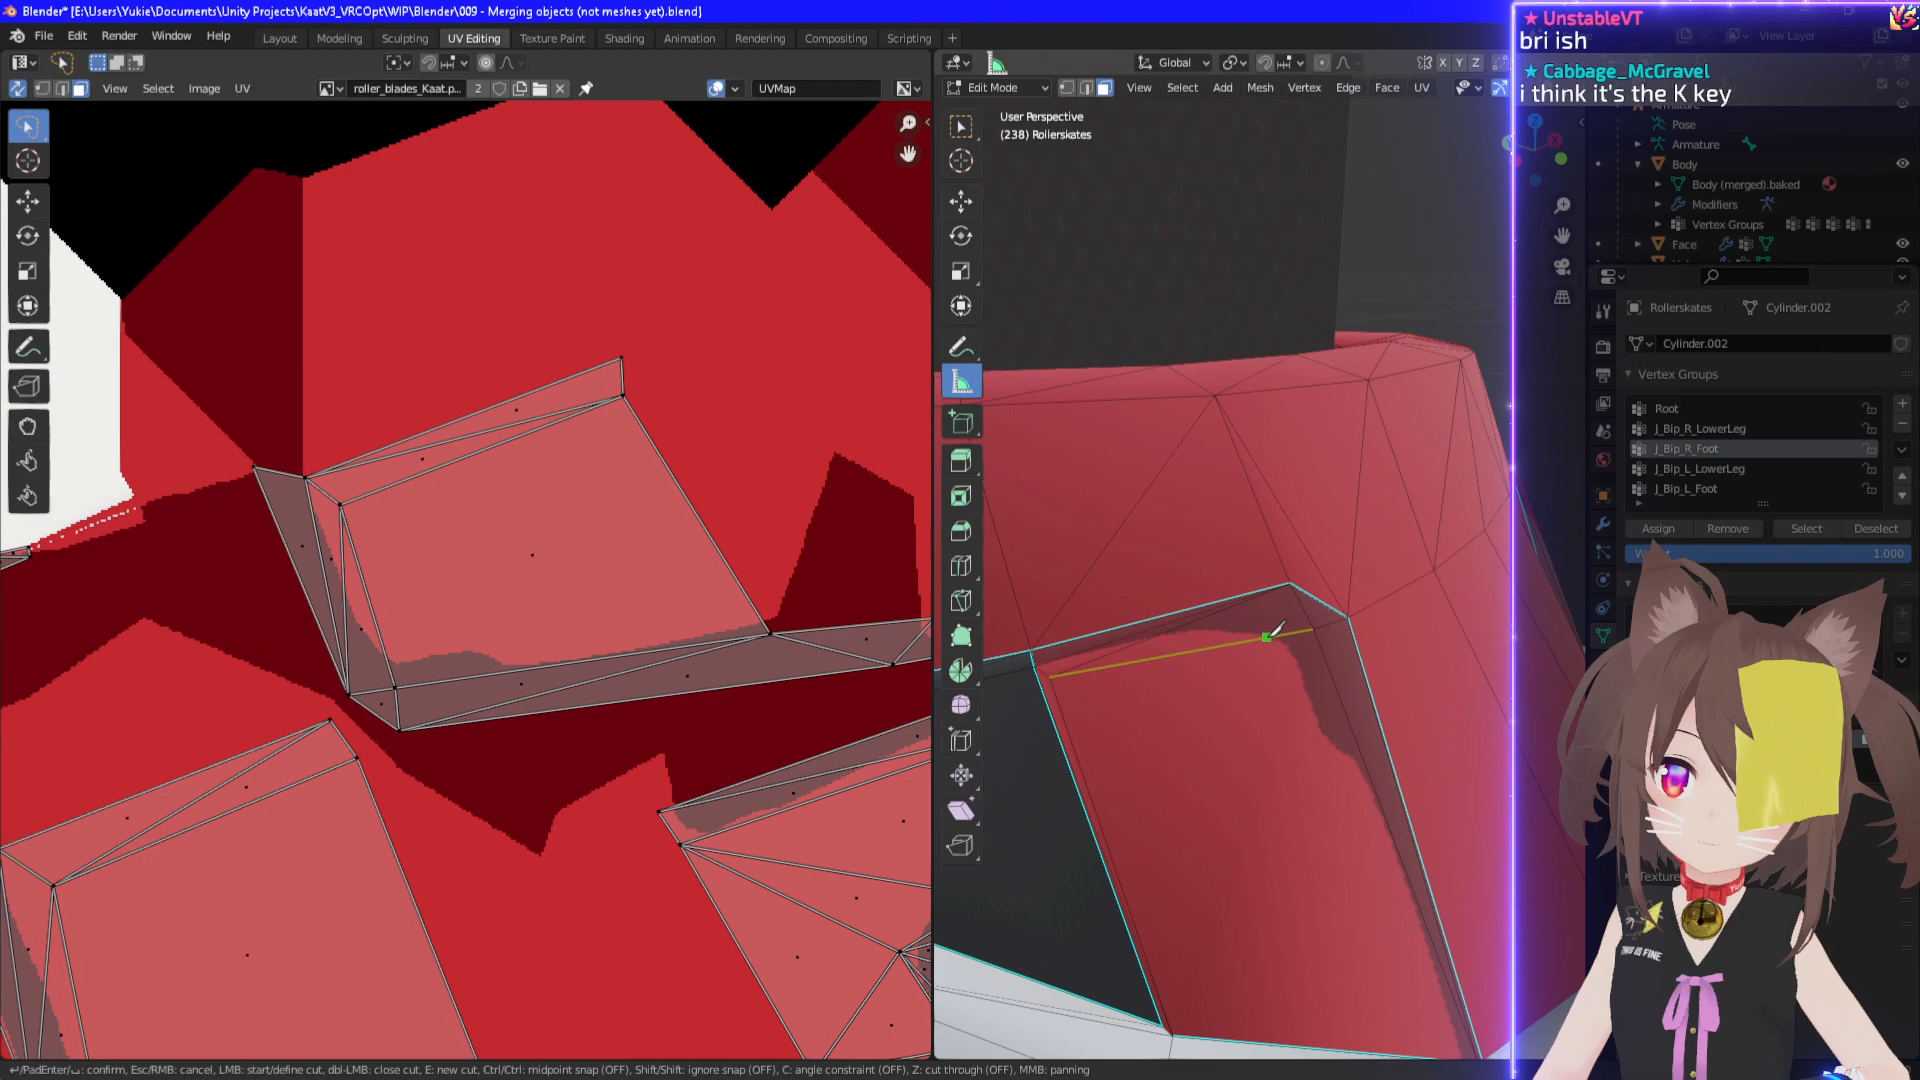 Blender* [E:\Users\Yukie\Documents\Unity Projects\KaatV3_VRCOpt\WIP\Blender\009 - Merging objects (not meshes yet).blend]
File Edit Render Window Help
Layout Modeling Sculpting UV Editing Texture Paint Shading Animation Rendering Compositing Scripting +
View Layer
Global
X Y Z
View Select Image UV
roller_blades_Kaat.p... 2
UVMap
Edit Mode
View Select Add Mesh Vertex Edge Face UV
★ UnstableVT
bri ish
★ Cabbage_McGravel
i think it's the K key
User Perspective
(238) Rollerskates
Armature
Pose
Armature
Body
Body (merged).baked
Modifiers
Vertex Groups
Face
Rollerskates Cylinder.002
Cylinder.002
Vertex Groups
Root
J_Bip_R_LowerLeg
J_Bip_R_Foot
J_Bip_L_LowerLeg
J_Bip_L_Foot
Assign Remove Select Deselect
1.000
Texture
THIS IS FINE
↵/PadEnter/␣: confirm, Esc/RMB: cancel, LMB: start/define cut, dbl-LMB: close cut, E: new cut, Ctrl/Ctrl: midpoint snap (OFF), Shift/Shift: ignore snap (OFF), C: angle constraint (OFF), Z: cut through (OFF), MMB: panning